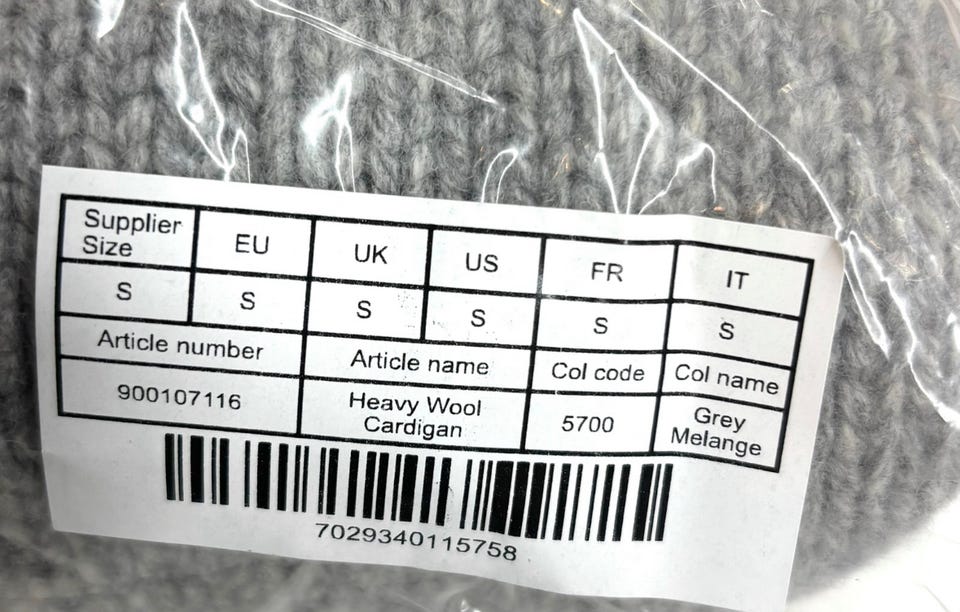 Supplier Size EU UK US FR IT
S S S S S S
Article number Article name Col code Col name
900107116 Heavy Wool Cardigan 5700 Grey Melange
7029340115758